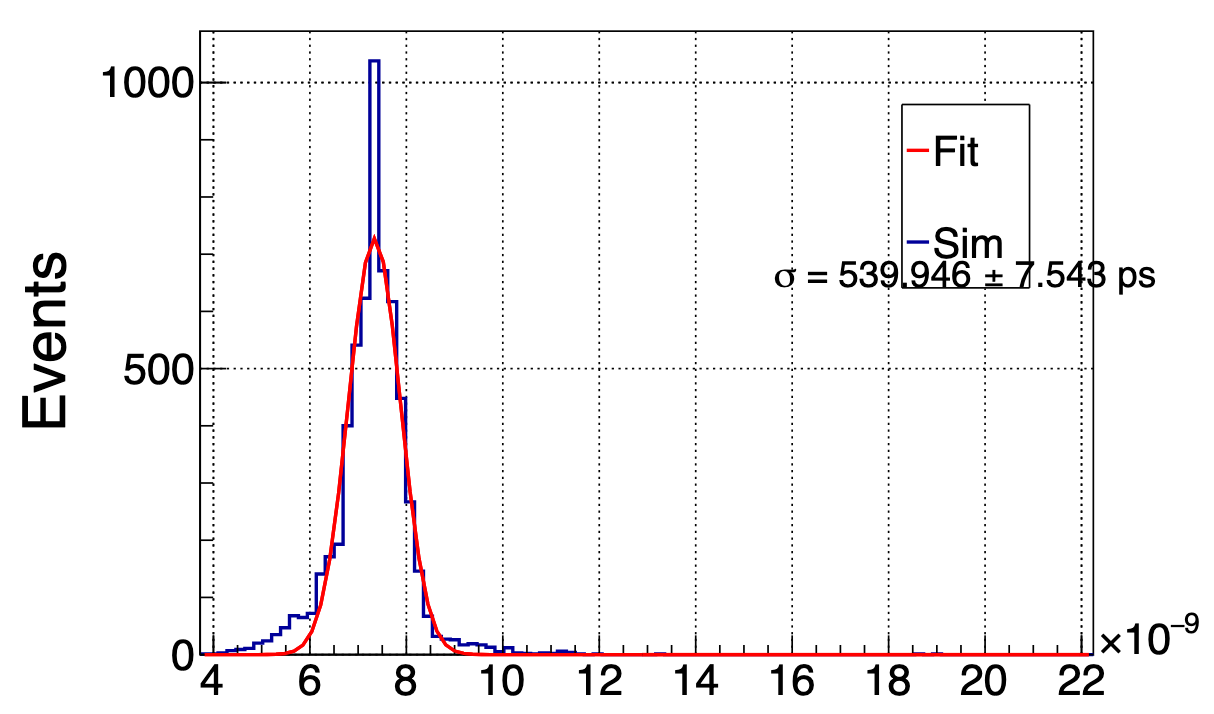 Events
1000
500
0
Fit
Sim
σ = 539.946 ± 7.543 ps
4 6 8 10 12 14 16 18 20 22
×10⁻⁹